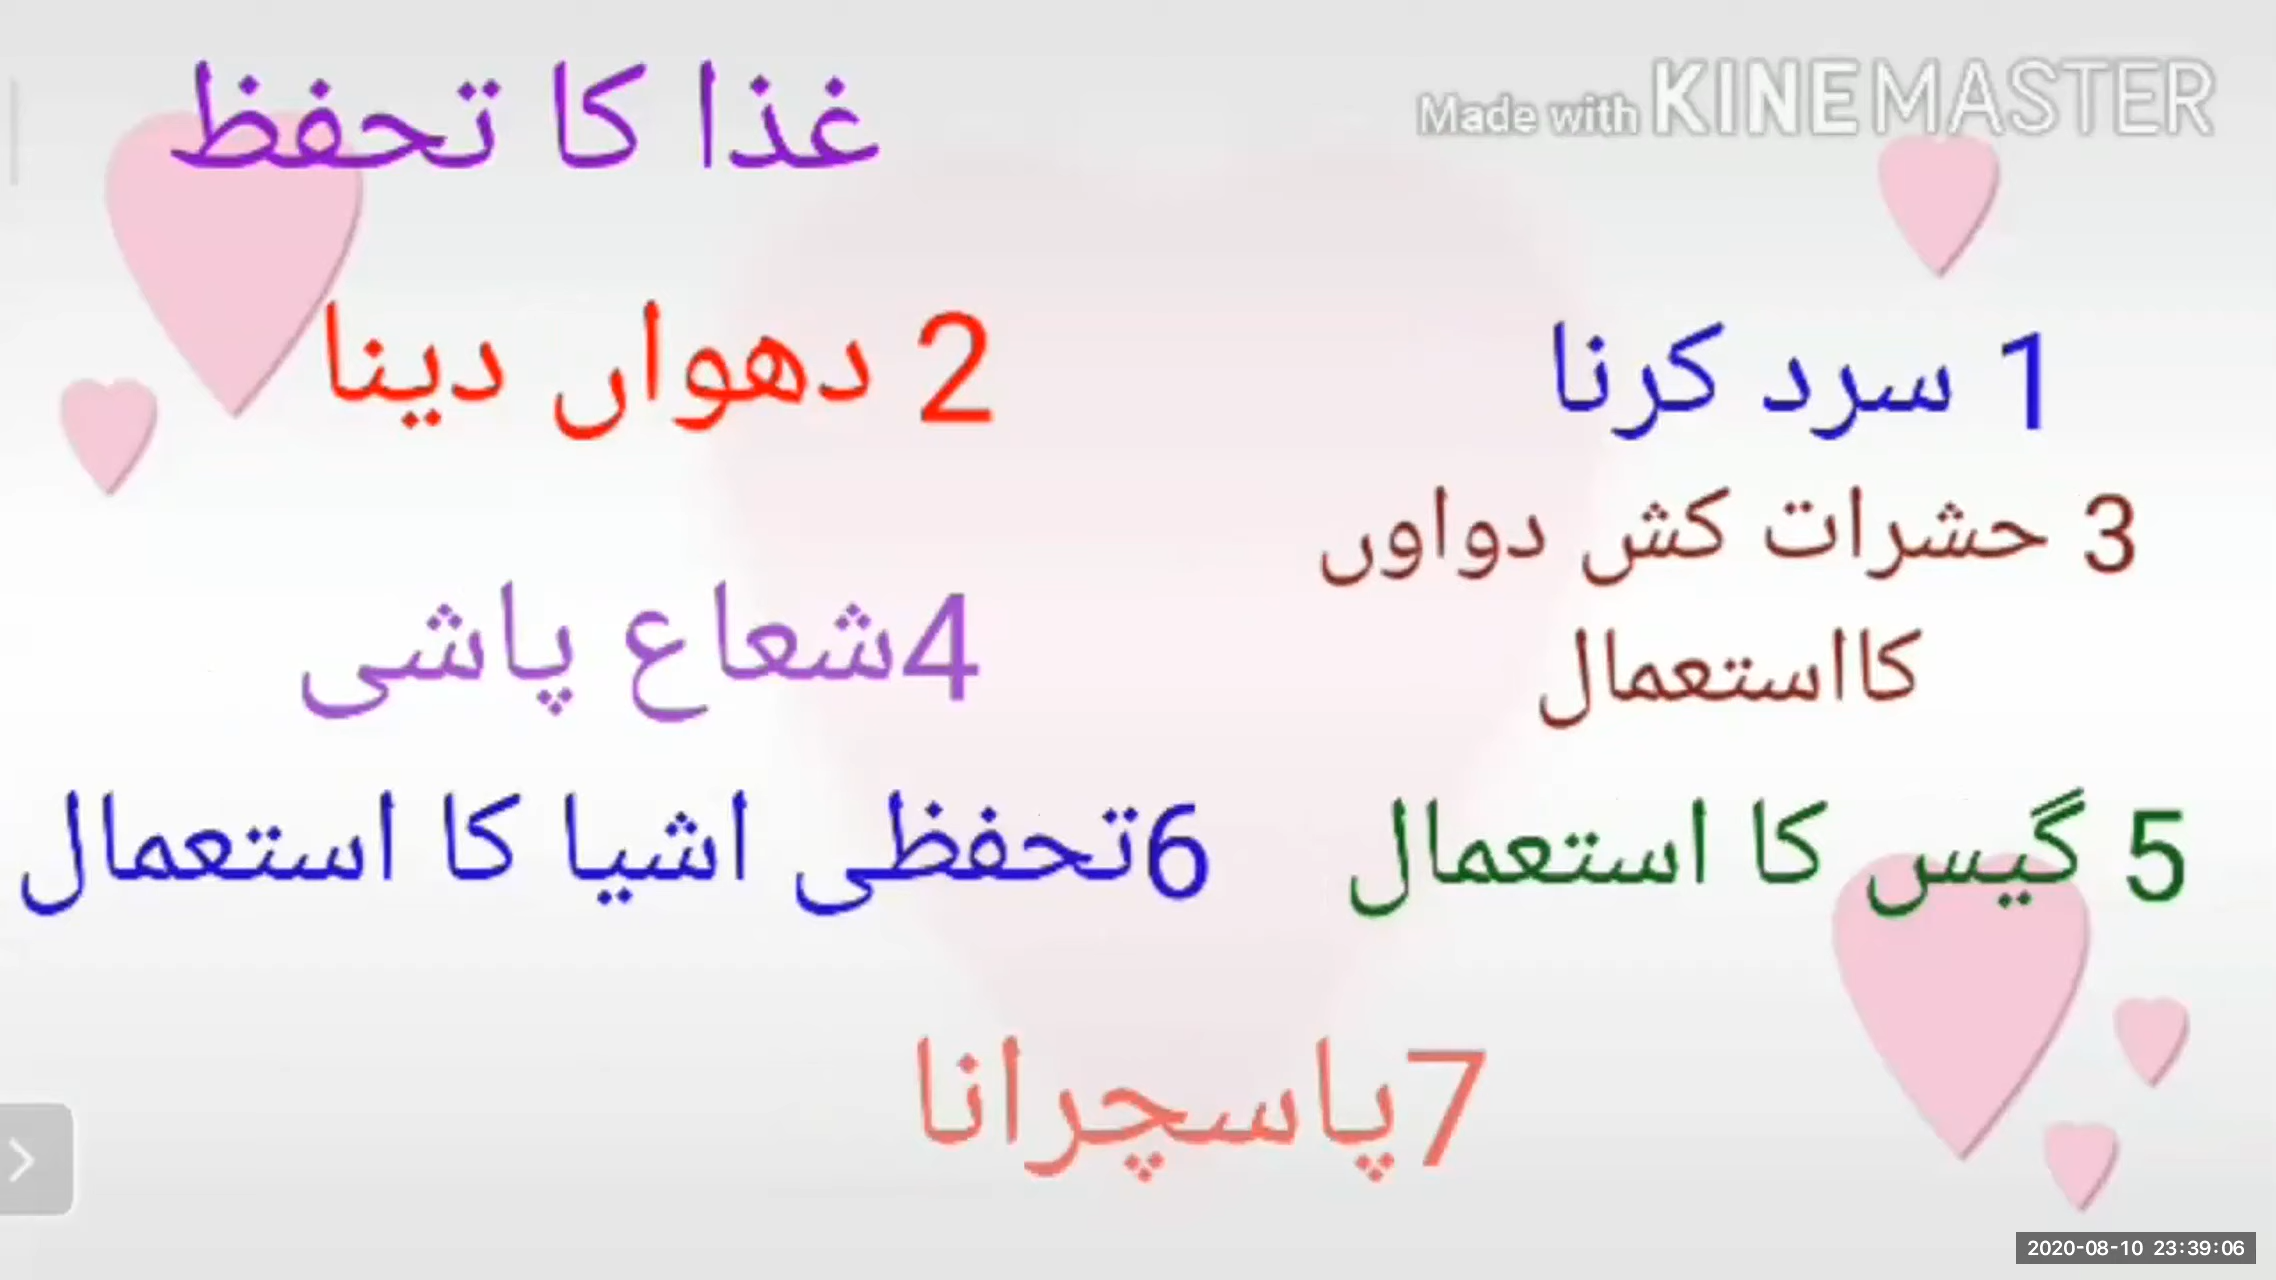 غذا کا تحفظ
Made with KINEMASTER
1 سرد کرنا
2 دھواں دینا
3 حشرات کش دواوں
کااستعمال
4شعاع پاشی
5 گیس کا استعمال
6تحفظی اشیا کا استعمال
7پاسچرانا
2020-08-10 23:39:06